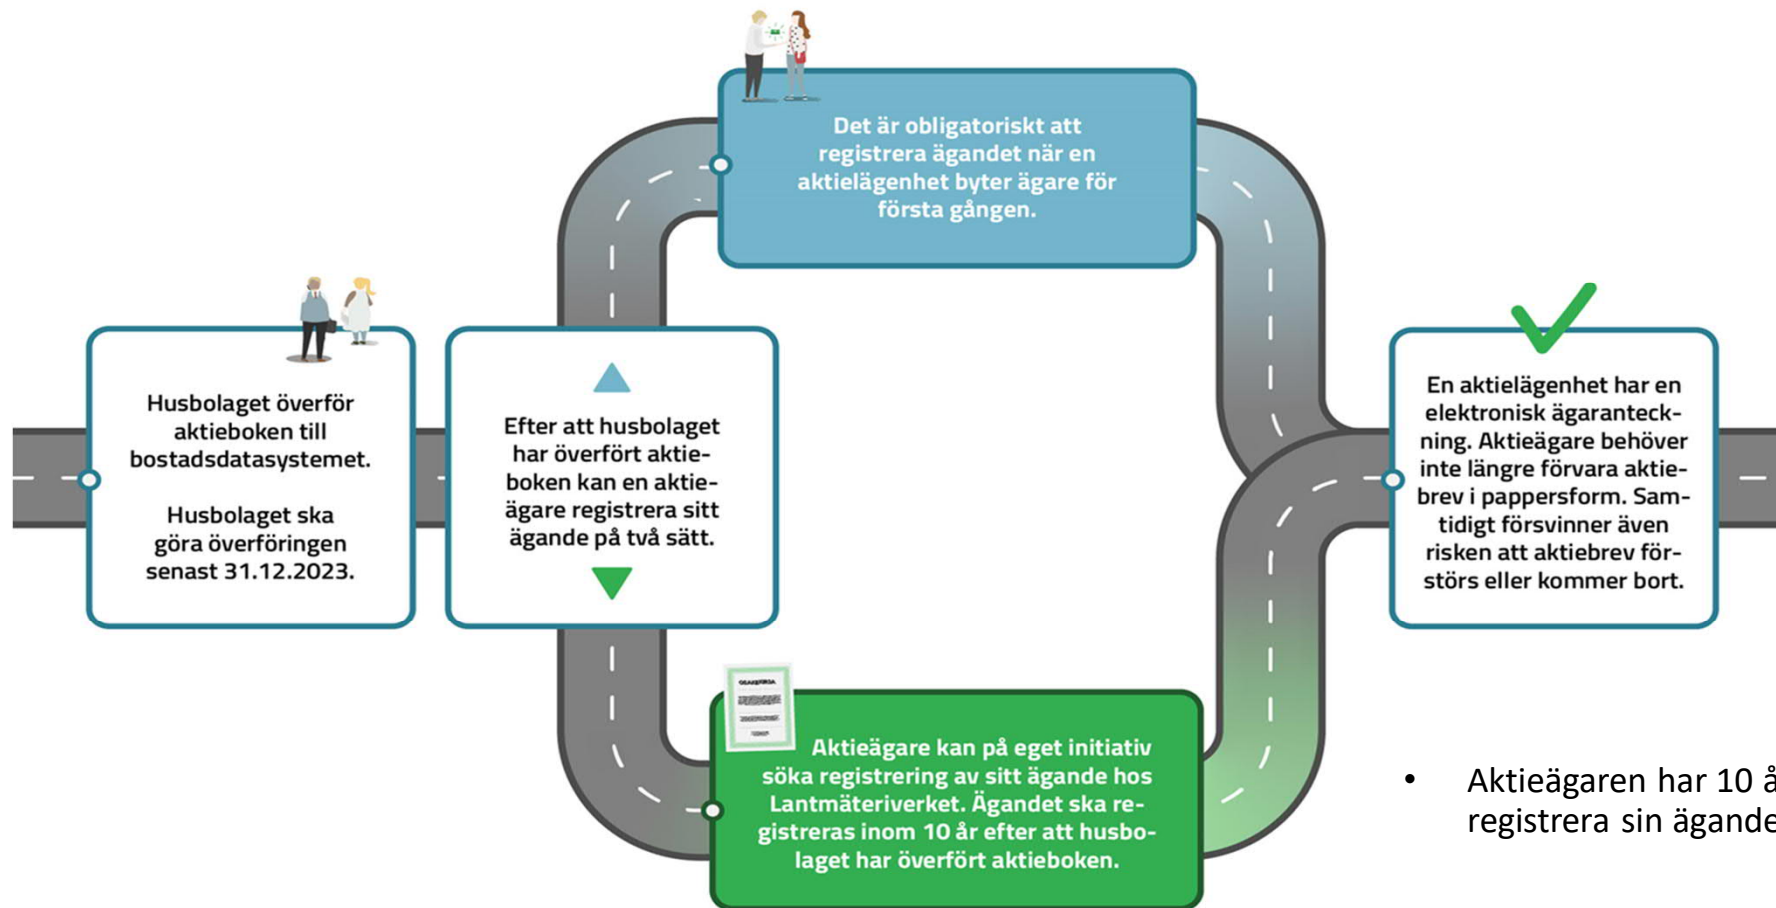 Det är obligatoriskt att
registrera ägandet när en
aktielägenhet byter ägare för
första gången.
Husbolaget överför
aktieboken till
bostadsdatasystemet.
Husbolaget ska
göra överföringen
senast 31.12.2023.
Efter att husbolaget
har överfört aktie-
boken kan en aktie-
ägare registrera sitt
ägande på två sätt.
En aktielägenhet har en
elektronisk ägaranteck-
ning. Aktieägare behöver
inte längre förvara aktie-
brev i pappersform. Sam-
tidigt försvinner även
risken att aktiebrev för-
störs eller kommer bort.
OSAKEKIRJA
Aktieägare kan på eget initiativ
söka registrering av sitt ägande hos
Lantmäteriverket. Ägandet ska re-
gistreras inom 10 år efter att husbo-
laget har överfört aktieboken.
• Aktieägaren har 10 å
registrera sin ägande